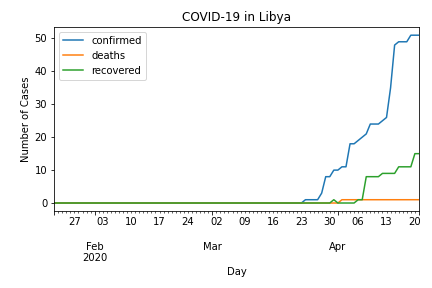 COVID-19 in Libya
confirmed
deaths
recovered
Number of Cases
50
40
30
20
10
0
27 03 10 17 24 02 09 16 23 30 06 13 20
Feb Mar Apr
2020
Day